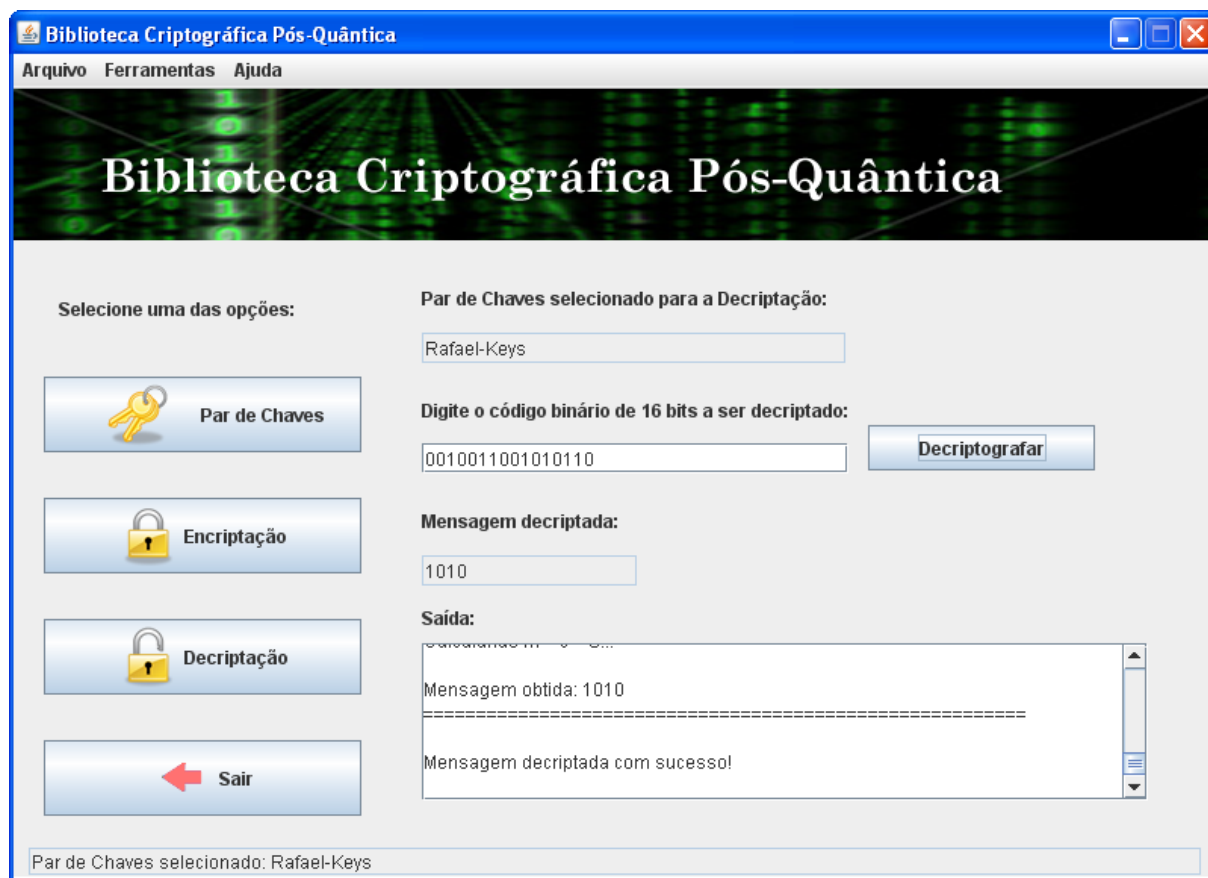 Biblioteca Criptográfica Pós-Quântica
Arquivo Ferramentas Ajuda
Biblioteca Criptográfica Pós-Quântica
Selecione uma das opções:
Par de Chaves
Encriptação
Decriptação
Sair
Par de Chaves selecionado para a Decriptação:
Rafael-Keys
Digite o código binário de 16 bits a ser decriptado:
0010011001010110
Decriptografar
Mensagem decriptada:
1010
Saída:
Mensagem obtida: 1010
=========================================================
Mensagem decriptada com sucesso!
Par de Chaves selecionado: Rafael-Keys